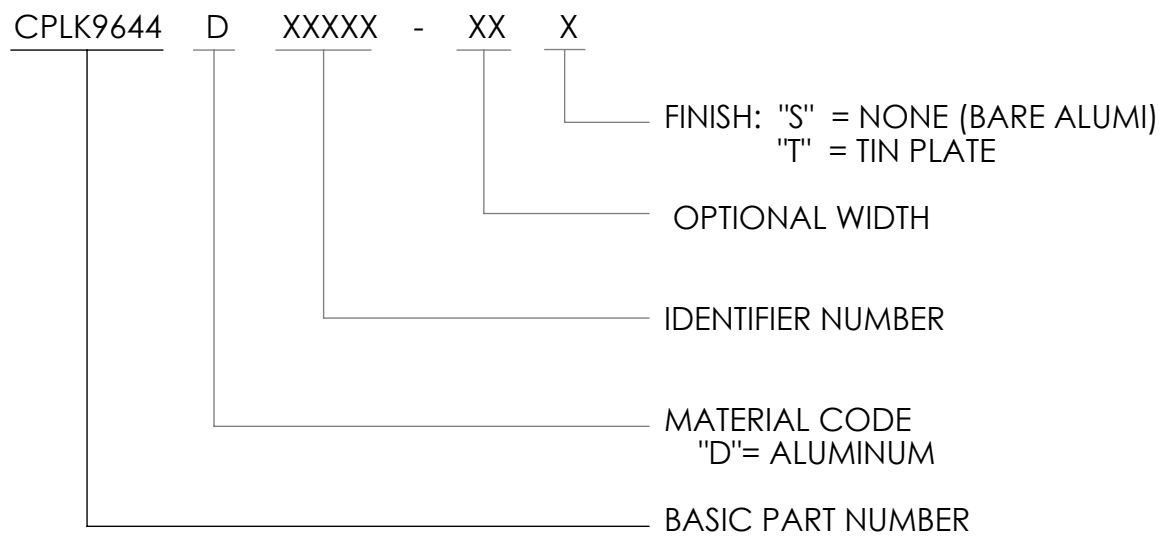 CPLK9644 D XXXXX - XX X
FINISH: "S" = NONE (BARE ALUMI)
"T" = TIN PLATE
OPTIONAL WIDTH
IDENTIFIER NUMBER
MATERIAL CODE
"D"= ALUMINUM
BASIC PART NUMBER